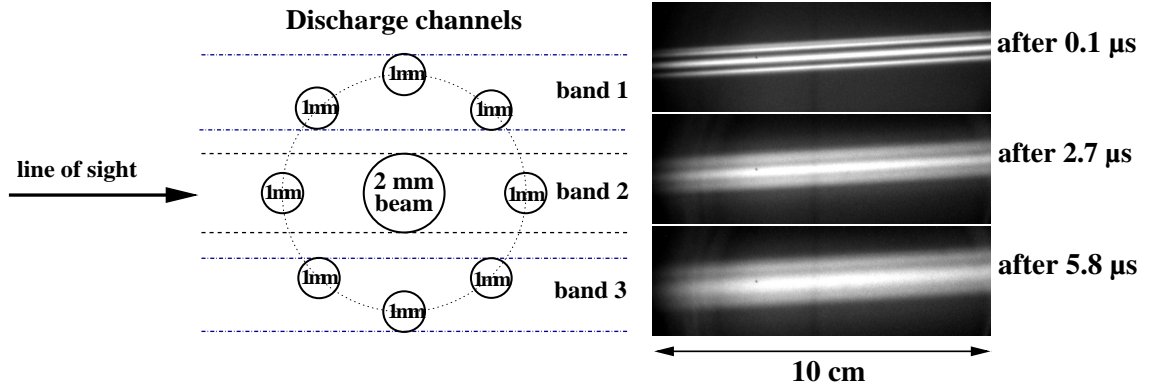 Discharge channels
1mm
1mm
1mm
band 1
line of sight
1mm
2 mm
beam
1mm
band 2
1mm
1mm
band 3
1mm
after 0.1 μs
after 2.7 μs
after 5.8 μs
10 cm